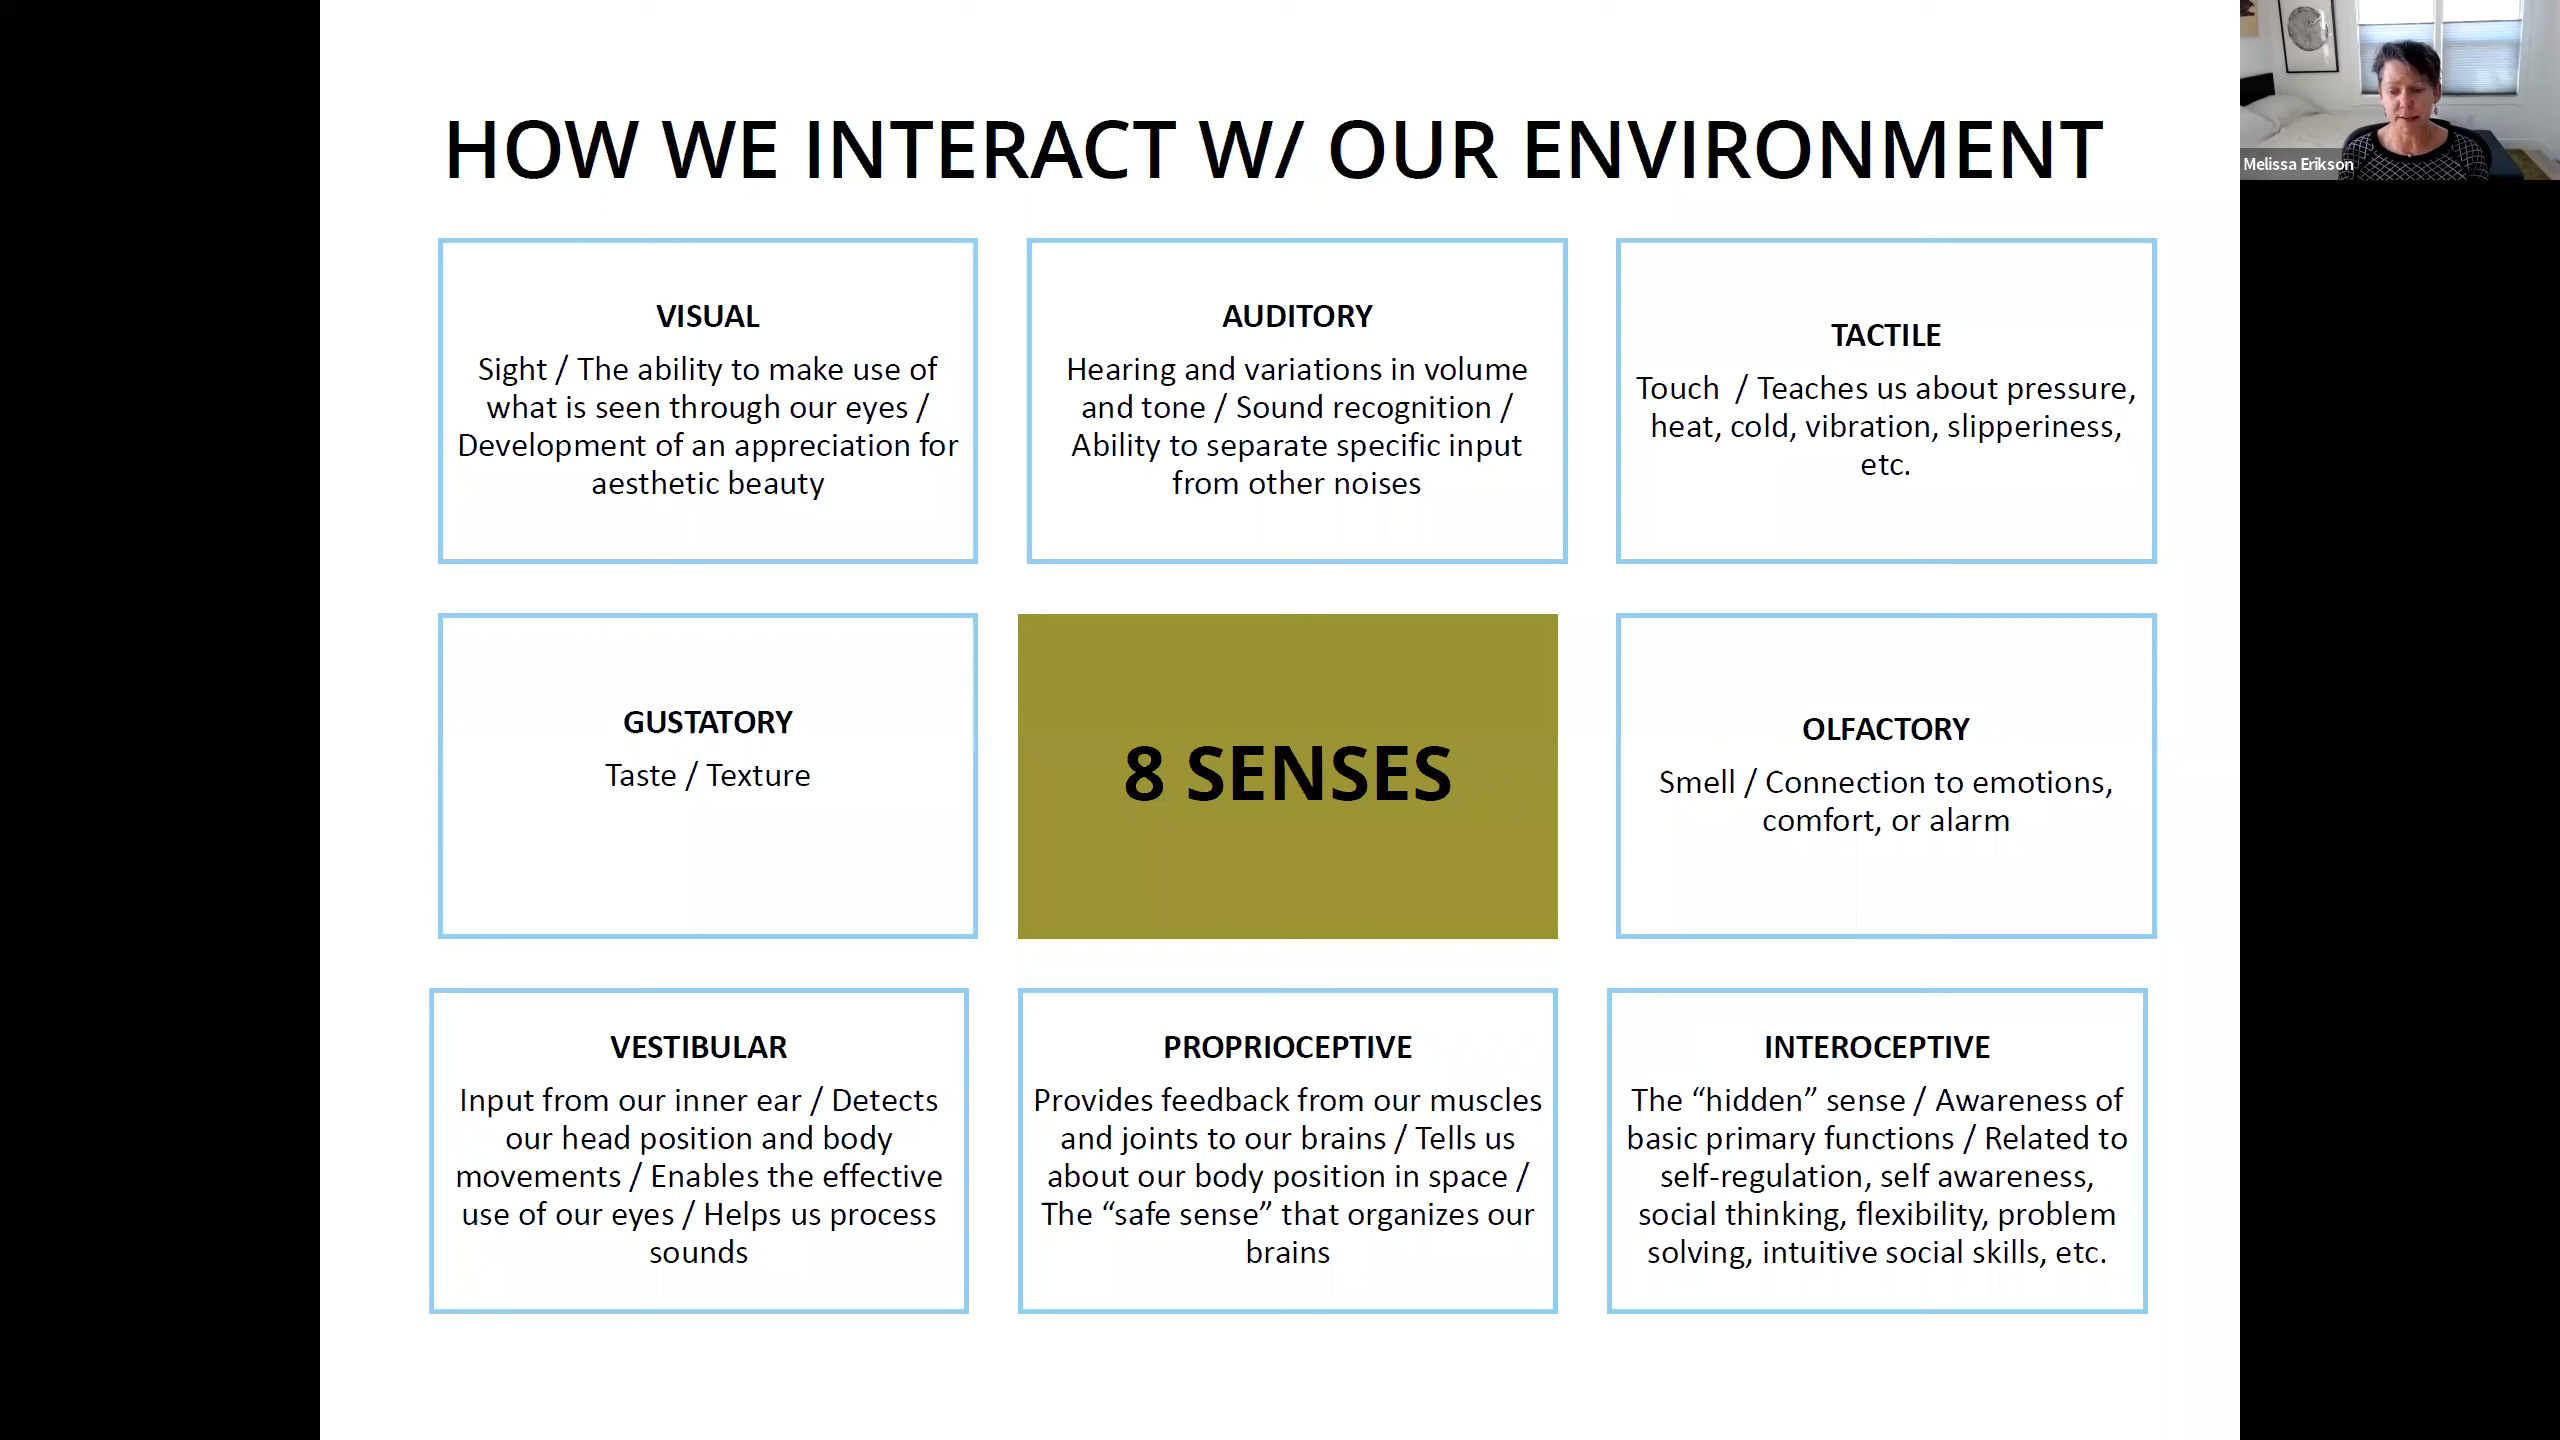 HOW WE INTERACT W/ OUR ENVIRONMENT
Melissa Erikson
VISUAL
Sight / The ability to make use of
what is seen through our eyes /
Development of an appreciation for
aesthetic beauty
AUDITORY
Hearing and variations in volume
and tone / Sound recognition /
Ability to separate specific input
from other noises
TACTILE
Touch / Teaches us about pressure,
heat, cold, vibration, slipperiness,
etc.
GUSTATORY
Taste / Texture
8 SENSES
OLFACTORY
Smell / Connection to emotions,
comfort, or alarm
VESTIBULAR
Input from our inner ear / Detects
our head position and body
movements / Enables the effective
use of our eyes / Helps us process
sounds
PROPRIOCEPTIVE
Provides feedback from our muscles
and joints to our brains / Tells us
about our body position in space /
The “safe sense” that organizes our
brains
INTEROCEPTIVE
The “hidden” sense / Awareness of
basic primary functions / Related to
self-regulation, self awareness,
social thinking, flexibility, problem
solving, intuitive social skills, etc.